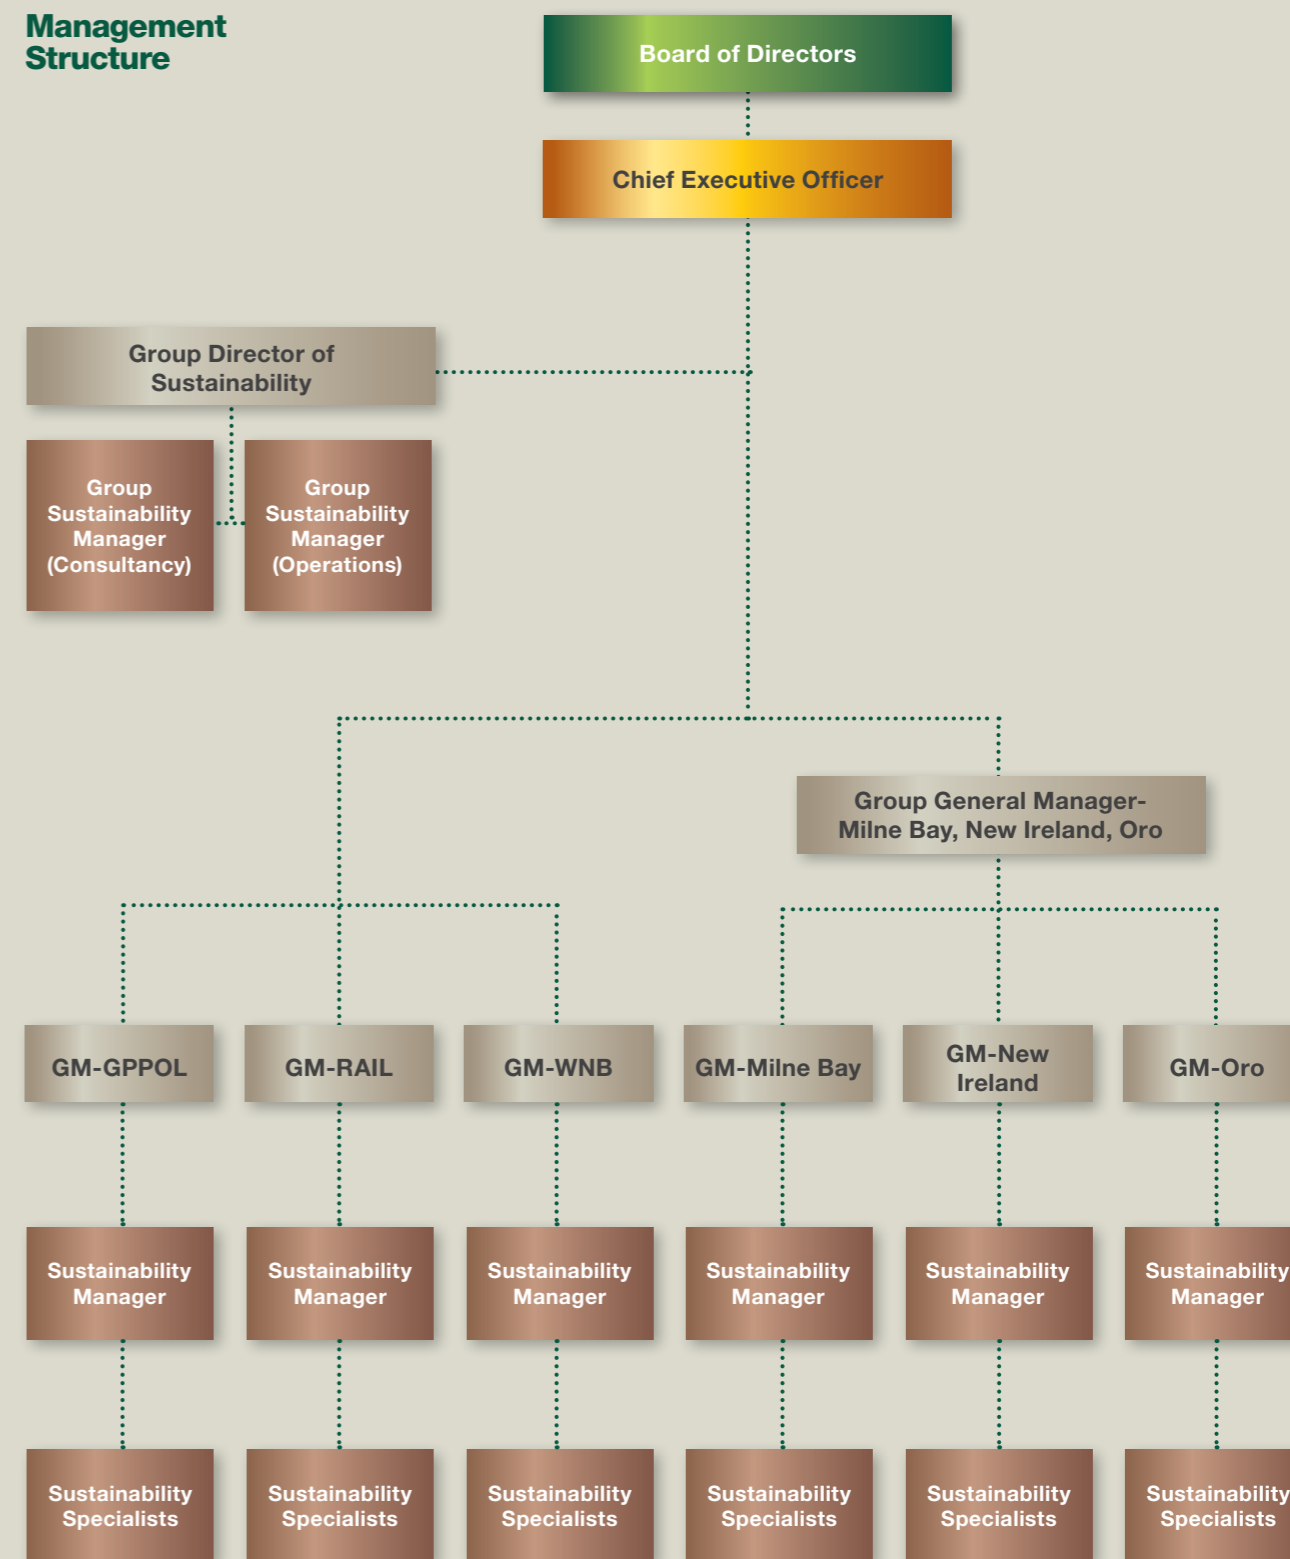 Management
Structure
Board of Directors
Chief Executive Officer
Group Director of
Sustainability
Group
Sustainability
Manager
(Consultancy)
Group
Sustainability
Manager
(Operations)
Group General Manager-
Milne Bay, New Ireland, Oro
GM-GPPOL
GM-RAIL
GM-WNB
GM-Milne Bay
GM-New
Ireland
GM-Oro
Sustainability
Manager
Sustainability
Manager
Sustainability
Manager
Sustainability
Manager
Sustainability
Manager
Sustainability
Manager
Sustainability
Specialists
Sustainability
Specialists
Sustainability
Specialists
Sustainability
Specialists
Sustainability
Specialists
Sustainability
Specialists